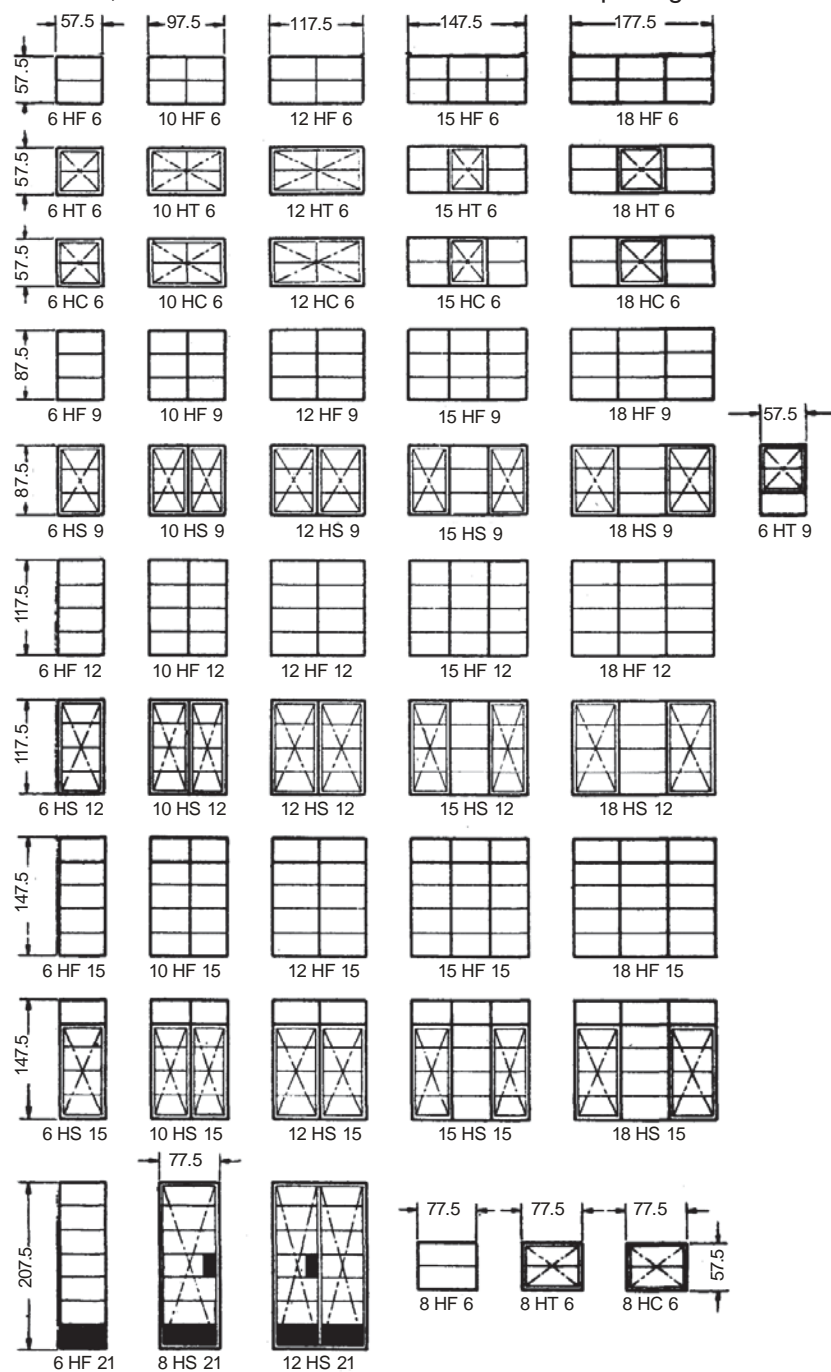 57.5 97.5 117.5 147.5 177.5
57.5
6 HF 6 10 HF 6 12 HF 6 15 HF 6 18 HF 6
57.5
6 HT 6 10 HT 6 12 HT 6 15 HT 6 18 HT 6
57.5
6 HC 6 10 HC 6 12 HC 6 15 HC 6 18 HC 6
87.5
6 HF 9 10 HF 9 12 HF 9 15 HF 9 18 HF 9
57.5
87.5
6 HS 9 10 HS 9 12 HS 9 15 HS 9 18 HS 9 6 HT 9
117.5
6 HF 12 10 HF 12 12 HF 12 15 HF 12 18 HF 12
117.5
6 HS 12 10 HS 12 12 HS 12 15 HS 12 18 HS 12
147.5
6 HF 15 10 HF 15 12 HF 15 15 HF 15 18 HF 15
147.5
6 HS 15 10 HS 15 12 HS 15 15 HS 15 18 HS 15
77.5
77.5 77.5 77.5
207.5
57.5
8 HF 6 8 HT 6 8 HC 6
6 HF 21 8 HS 21 12 HS 21